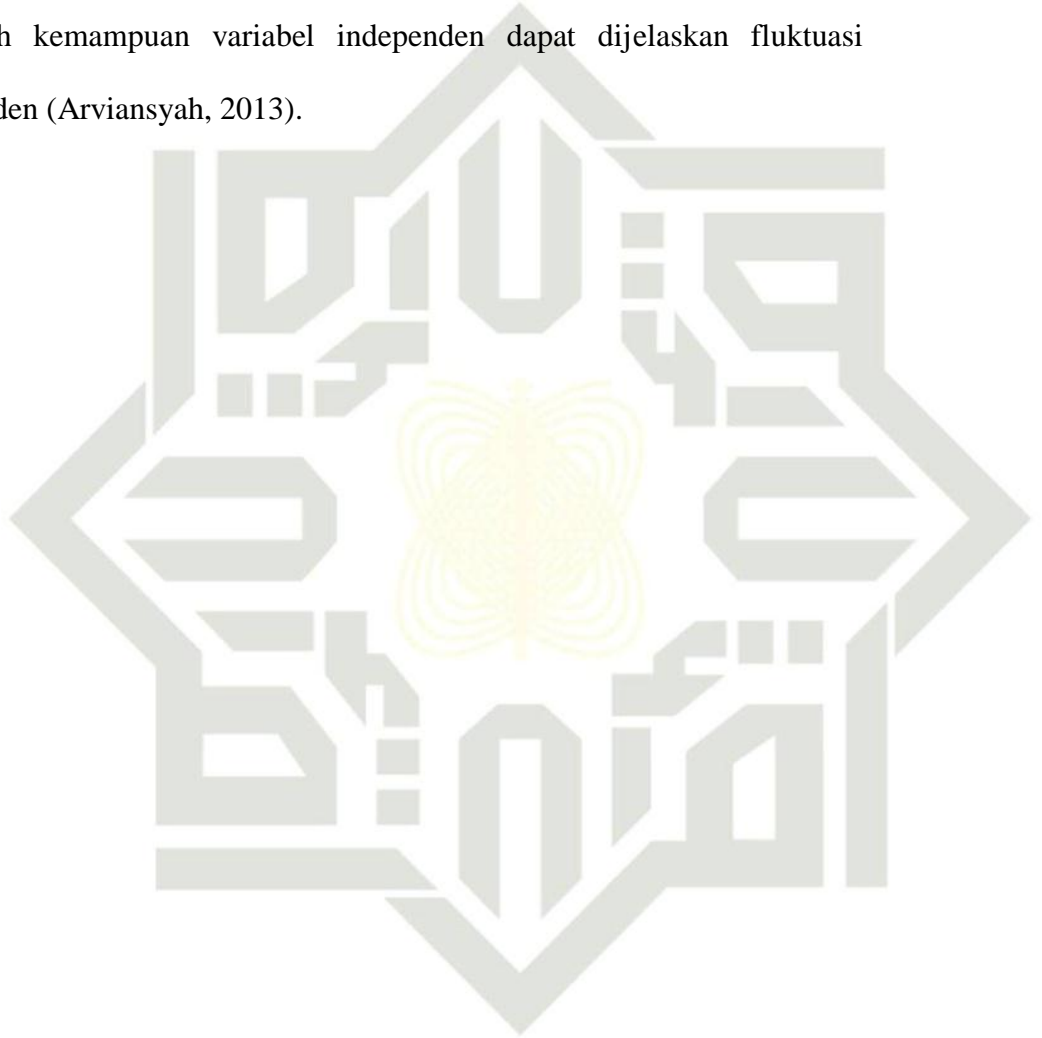 h kemampuan variabel independen dapat dijelaskan fluktuasi
den (Arviansyah, 2013).